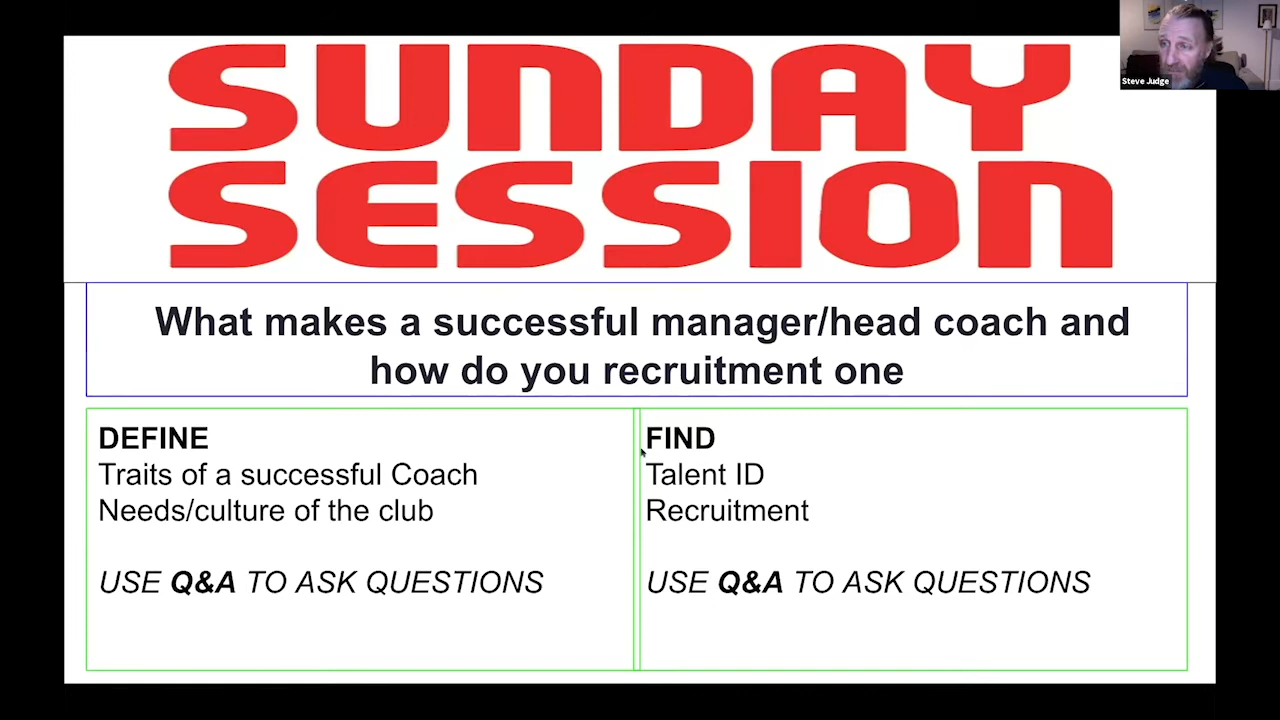 Steve Judge
SUNDAY
SESSION
What makes a successful manager/head coach and
how do you recruitment one
DEFINE
Traits of a successful Coach
Needs/culture of the club
USE Q&A TO ASK QUESTIONS
FIND
Talent ID
Recruitment
USE Q&A TO ASK QUESTIONS